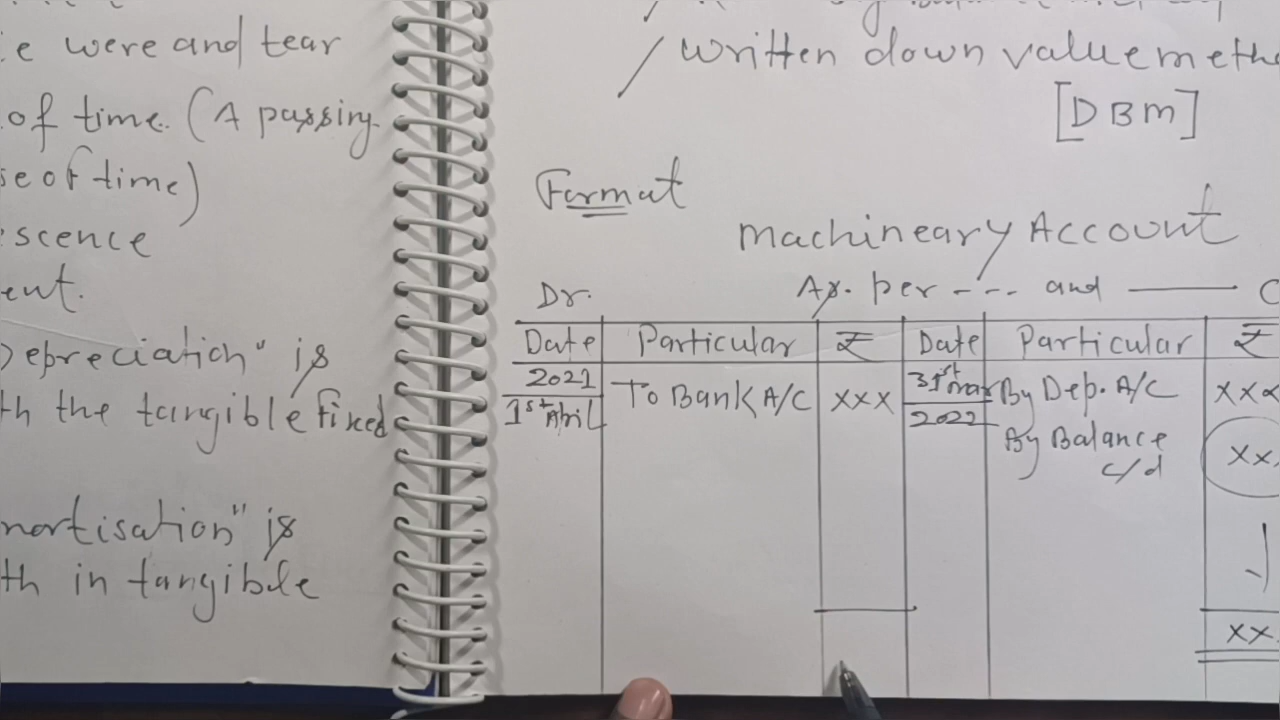 e were and tear
of time. (A passing
se of time)
scence
ent.
Depreciation" is
th the tangible fixed
mortisation" is
th in tangible
written down value meth
[DBM]
Format
machineary Account
Dr. As. per --- and —— C
Date Particular ₹ Date Particular ₹
2021 To Bank A/C xxx 31st mar By Dep. A/C xxx
1st April 2022 By Balance
c/d xx
xx